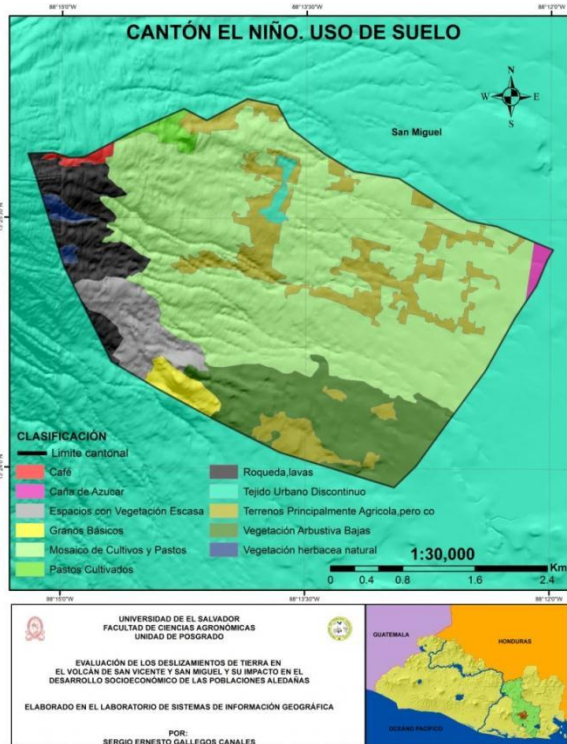 88°15'0"W 88°13'30"W 88°12'0"W
CANTÓN EL NIÑO. USO DE SUELO
N
W E
S
San Miguel
CLASIFICACIÓN
Limite cantonal
Café
Caña de Azucar
Espacios con Vegetación Escasa
Granos Básicos
Mosaico de Cultivos y Pastos
Pastos Cultivados
Roqueda,lavas
Tejido Urbano Discontinuo
Terrenos Principalmente Agrícola,pero co
Vegetación Arbustiva Bajas
Vegetación herbacea natural
1:30,000
Km
0 0.4 0.8 1.6 2.4
88°15'0"W 88°13'30"W 88°12'0"W
UNIVERSIDAD DE EL SALVADOR
FACULTAD DE CIENCIAS AGRONÓMICAS
UNIDAD DE POSGRADO
EVALUACIÓN DE LOS DESLIZAMIENTOS DE TIERRA EN
EL VOLCÁN DE SAN VICENTE Y SAN MIGUEL Y SU IMPACTO EN EL
DESARROLLO SOCIOECONÓMICO DE LAS POBLACIONES ALEDAÑAS
ELABORADO EN EL LABORATORIO DE SISTEMAS DE INFORMACIÓN GEOGRÁFICA
POR:
SERGIO ERNESTO GALLEGOS CANALES
GUATEMALA
HONDURAS
OCEANO PACIFICO